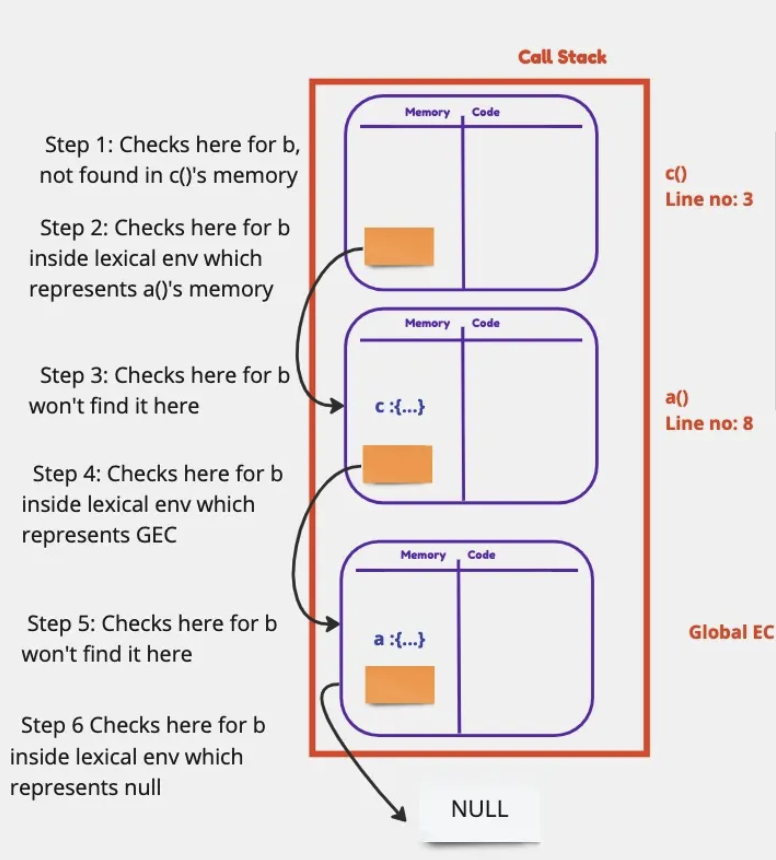 Call Stack
Memory Code
Step 1: Checks here for b,
not found in c()'s memory
c()
Line no: 3
Step 2: Checks here for b
inside lexical env which
represents a()'s memory
Memory Code
Step 3: Checks here for b
won't find it here
c :{...}
a()
Line no: 8
Step 4: Checks here for b
inside lexical env which
represents GEC
Memory Code
Step 5: Checks here for b
won't find it here
a :{...}
Global EC
Step 6 Checks here for b
inside lexical env which
represents null
NULL